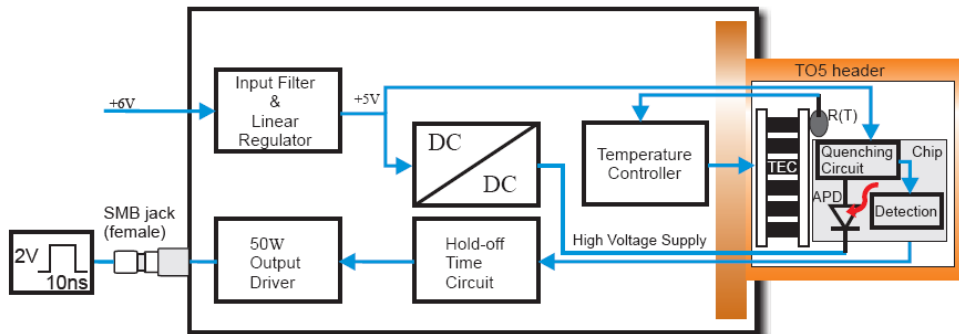 TO5 header
Input Filter
&
Linear
Regulator
+6V
+5V
R(T)
DC
DC
Temperature
Controller
TEC
Quenching
Circuit
Chip
APD
Detection
SMB jack
(female)
2V
10ns
50W
Output
Driver
Hold-off
Time
Circuit
High Voltage Supply